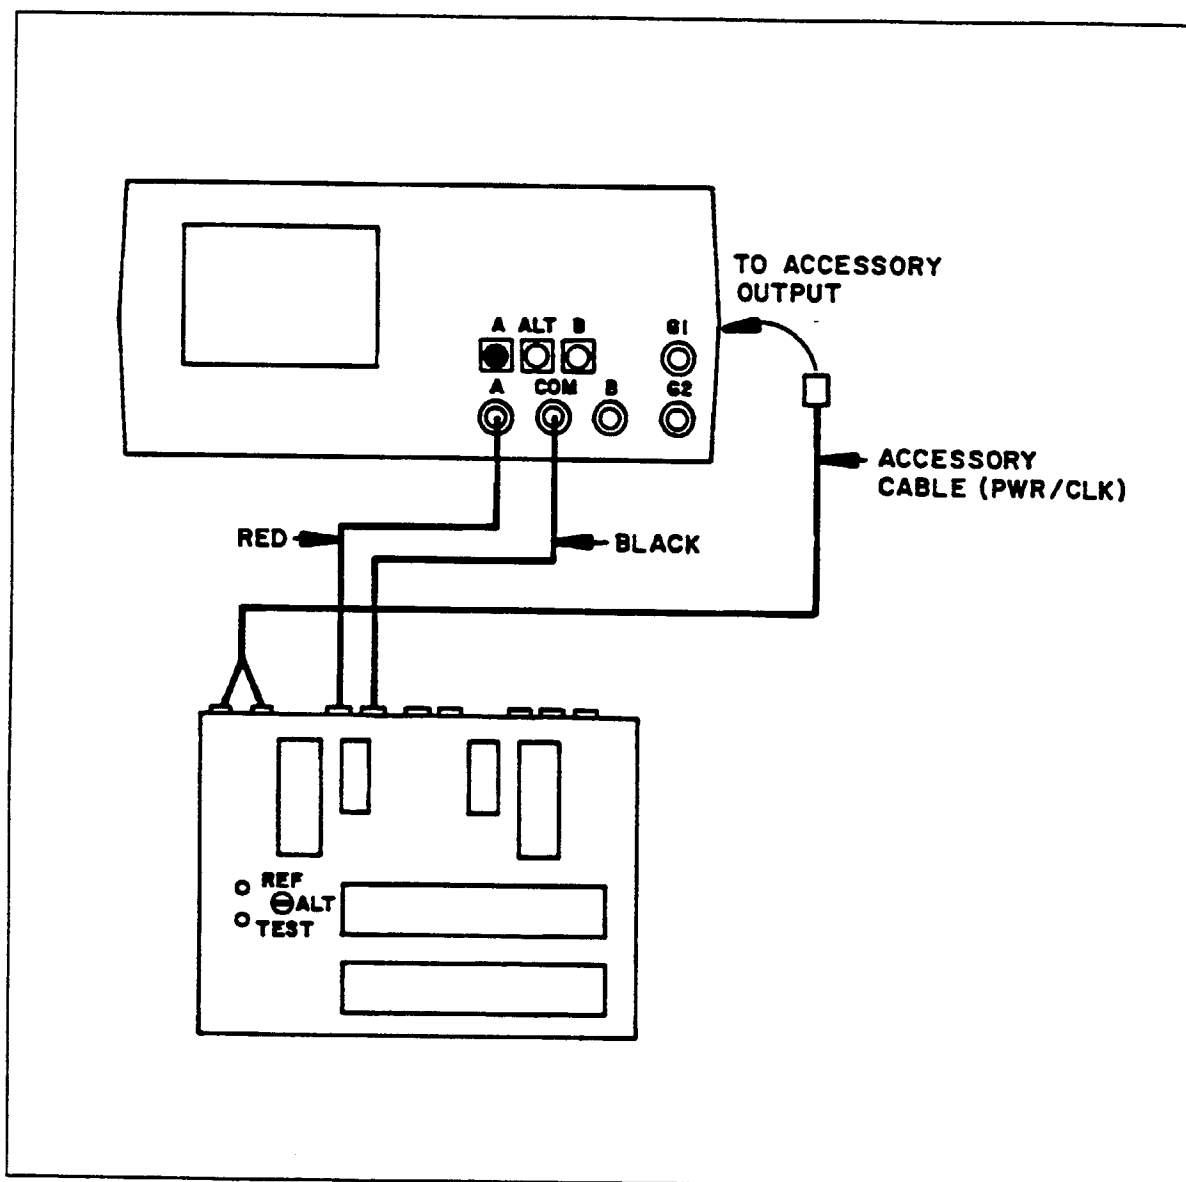 TO ACCESSORY
OUTPUT
A ALT B
G1
A COM B
G2
ACCESSORY
CABLE (PWR/CLK)
RED
BLACK
REF
ALT
TEST